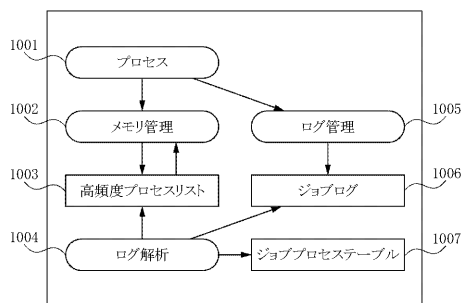 1001
プロセス
1002
メモリ管理
ログ管理
1005
1003
高頻度プロセスリスト
ジョブログ
1006
1004
ログ解析
ジョブプロセステーブル
1007